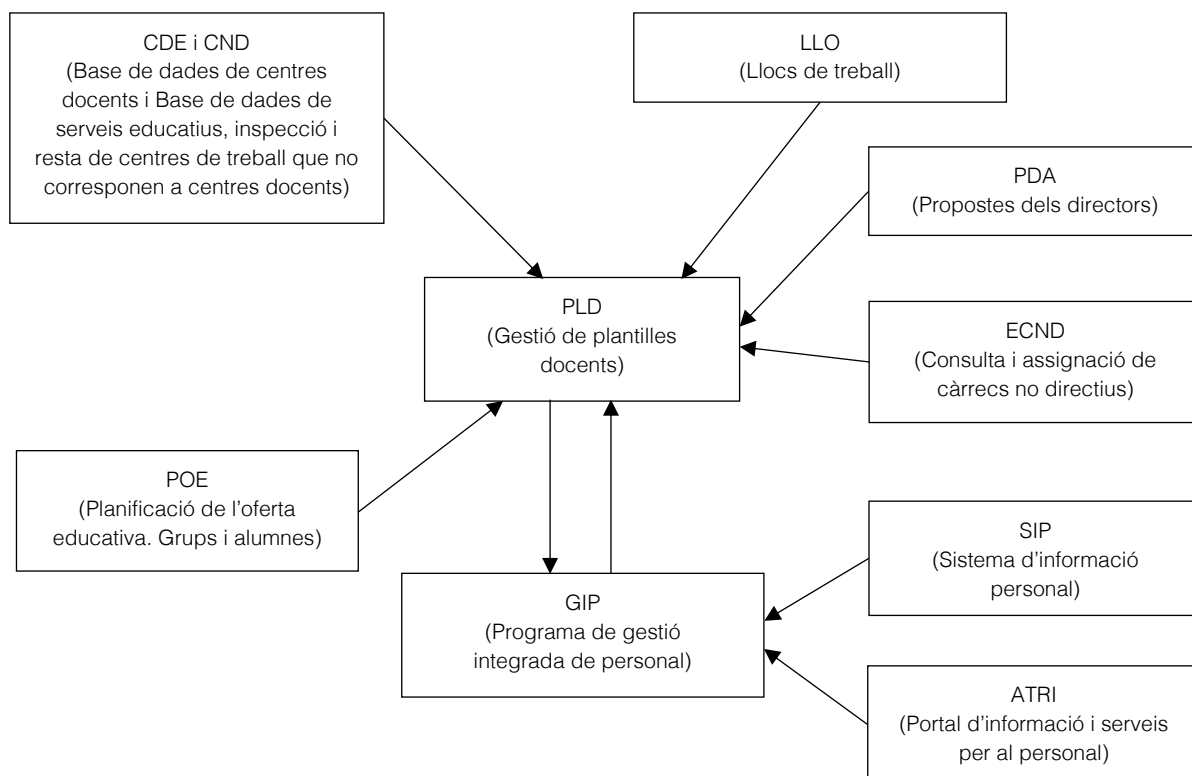 CDE i CND
(Base de dades de centres
docents i Base de dades de
serveis educatius, inspecció i
resta de centres de treball que no
corresponen a centres docents)
LLO
(Llocs de treball)
PDA
(Propostes dels directors)
PLD
(Gestió de plantilles
docents)
ECND
(Consulta i assignació de
càrrecs no directius)
POE
(Planificació de l’oferta
educativa. Grups i alumnes)
SIP
(Sistema d’informació
personal)
GIP
(Programa de gestió
integrada de personal)
ATRI
(Portal d’informació i serveis
per al personal)